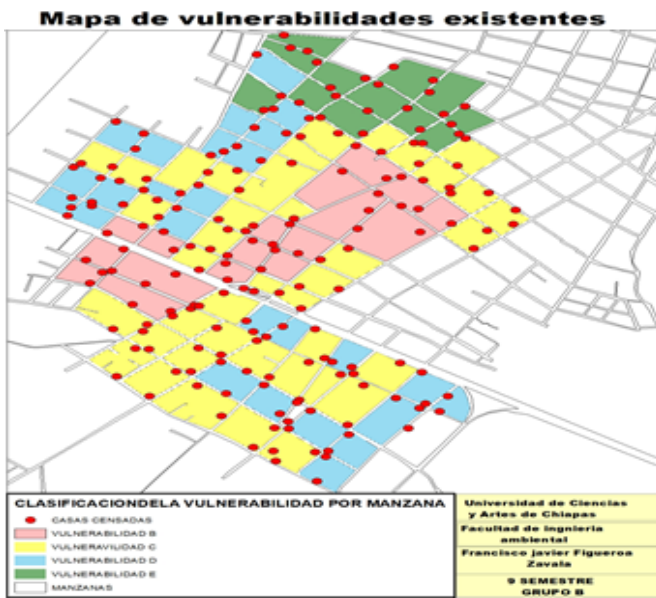 Mapa de vulnerabilidades existentes
CLASIFICACIONDELA VULNERABILIDAD POR MANZANA
CASAS CENSADAS
VULNERABILIDAD B
VULNERAVILIDAD C
VULNERABILIDAD D
VULNERABILIDAD E
MANZANAS
Universidad de Ciencias
y Artes de Chiapas
Facultad de Ingnieria
ambiental
Francisco javier Figueroa
Zavala
9 SEMESTRE
GRUPO B